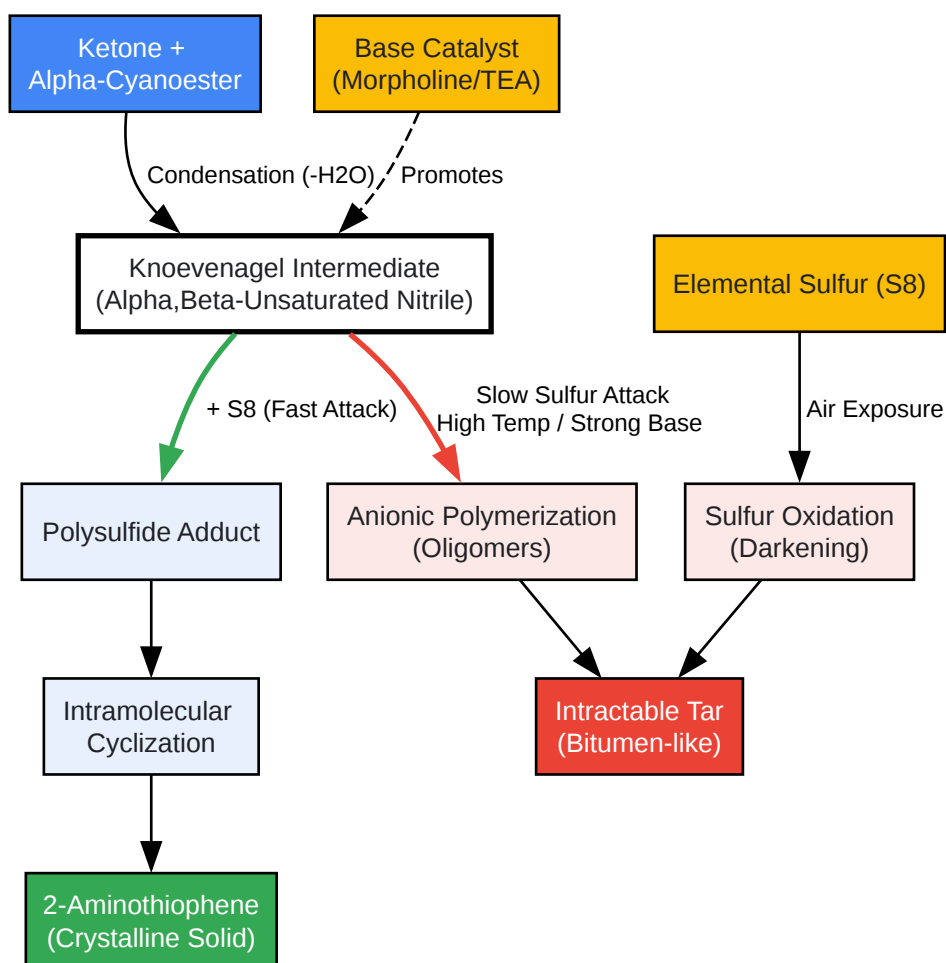 Ketone +
Alpha-Cyanoester
Base Catalyst
(Morpholine/TEA)
Condensation (-H2O)
Promotes
Knoevenagel Intermediate
(Alpha,Beta-Unsaturated Nitrile)
Elemental Sulfur (S8)
+ S8 (Fast Attack)
Slow Sulfur Attack
High Temp / Strong Base
Air Exposure
Polysulfide Adduct
Anionic Polymerization
(Oligomers)
Sulfur Oxidation
(Darkening)
Intramolecular
Cyclization
Intractable Tar
(Bitumen-like)
2-Aminothiophene
(Crystalline Solid)